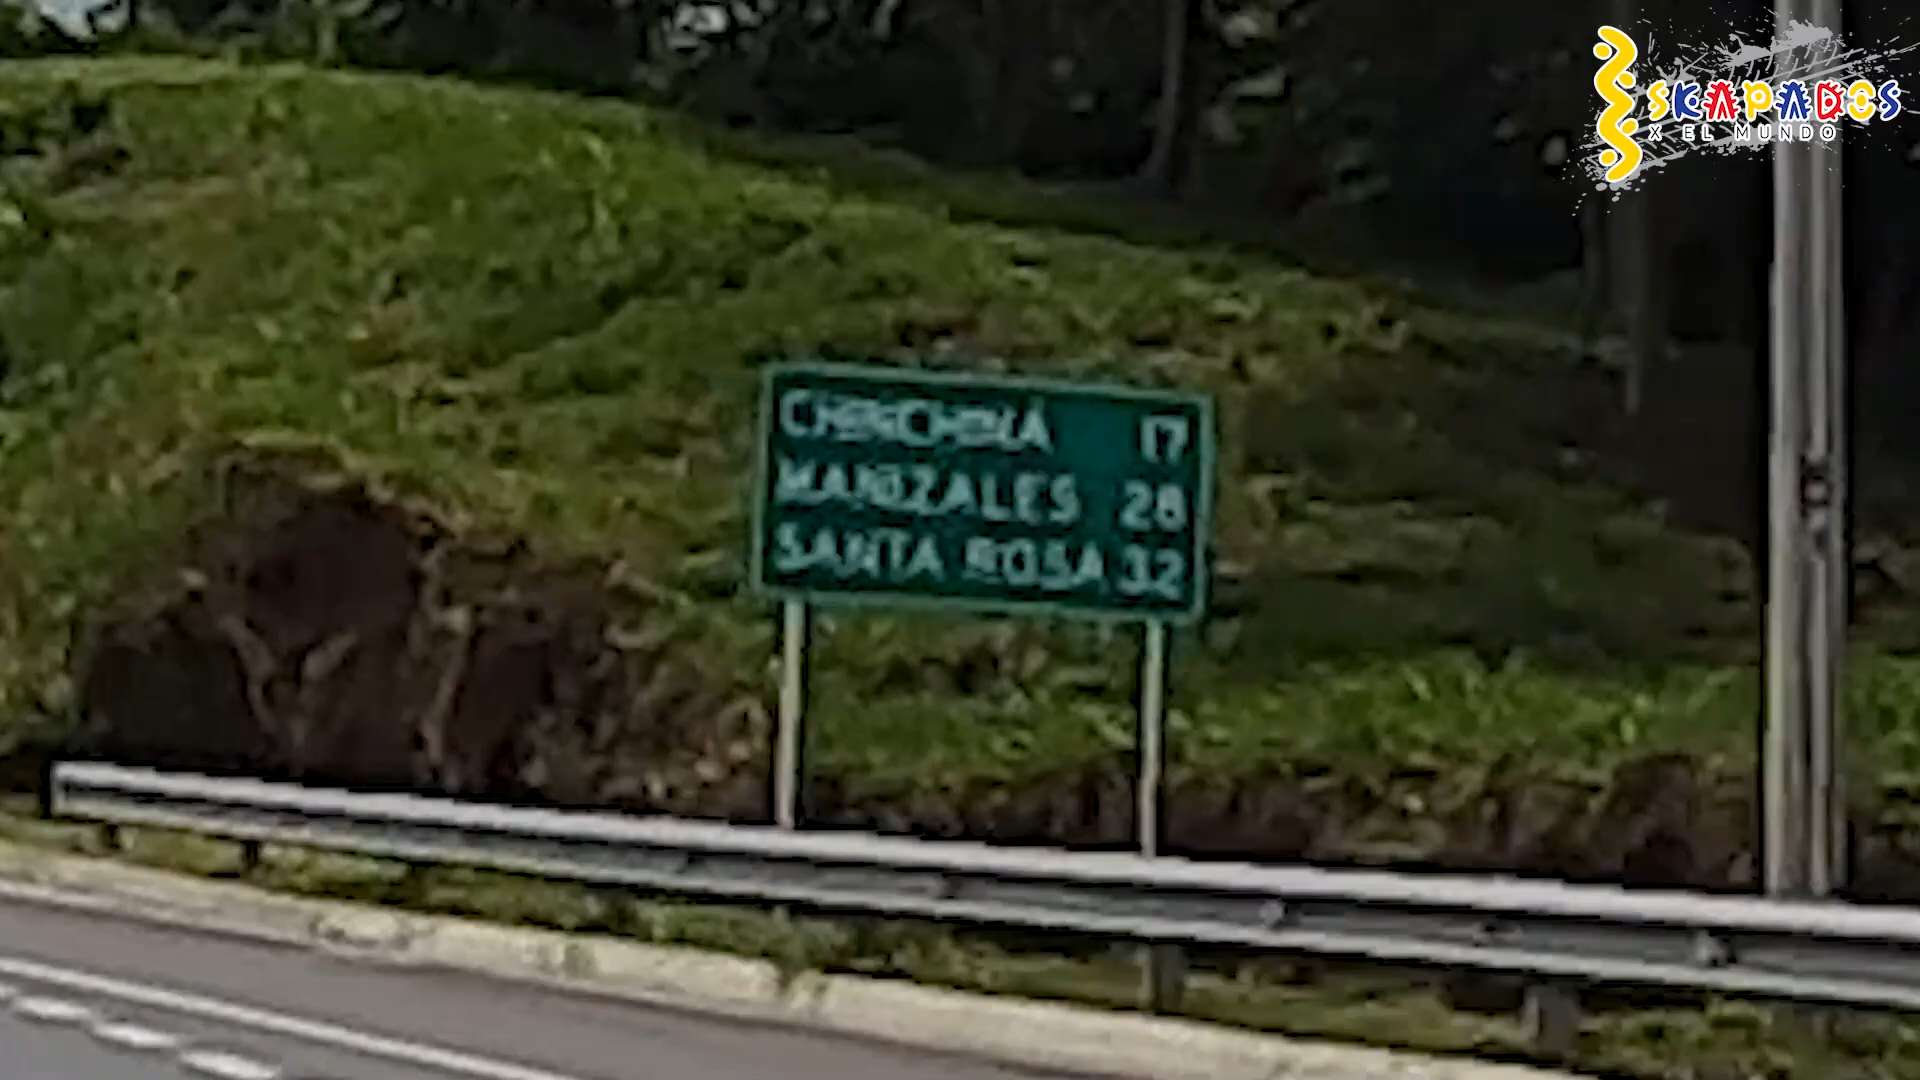 SKAPADOS
X EL MUNDO
CHINCHINÁ 17
MANIZALES 28
SANTA ROSA 32